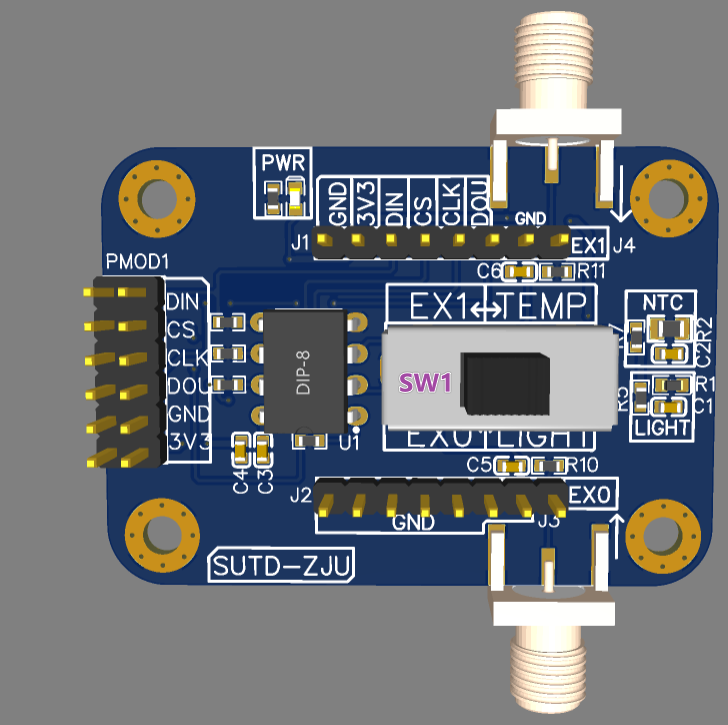 PWR
GND
3V3
DIN
CS
CLK
DOU
GND
J1
EX1
J4
PMOD1
C6
R11
DIN
CS
CLK
DOU
GND
3V3
EX1↔TEMP
NTC
R2
C2
DIP-8
SW1
R1
C1
LIGHT
U1
EX0
LIGHT
C4
C3
C5
R10
J2
EX0
GND
J3
SUTD-ZJU